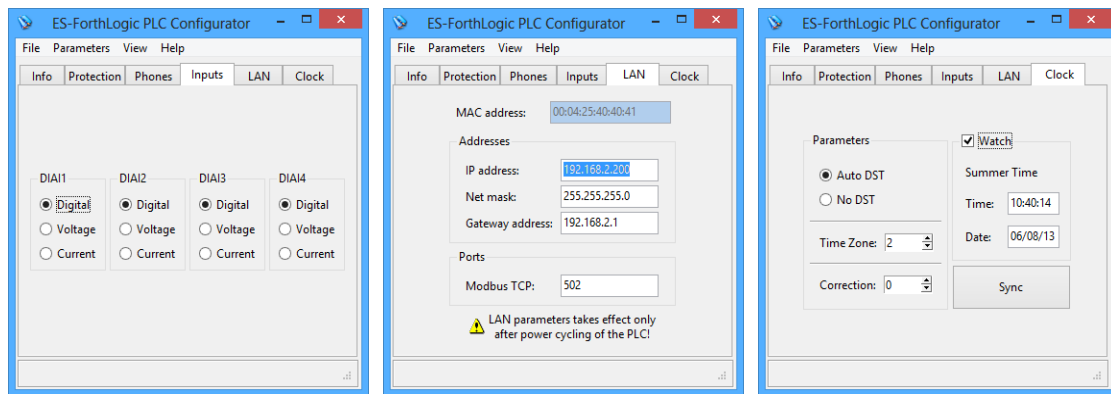 ES-ForthLogic PLC Configurator
File Parameters View Help
Info Protection Phones Inputs LAN Clock
DIAI1 DIAI2 DIAI3 DIAI4
Digital Digital Digital Digital
Voltage Voltage Voltage Voltage
Current Current Current Current
ES-ForthLogic PLC Configurator
File Parameters View Help
Info Protection Phones Inputs LAN Clock
MAC address: 00:04:25:40:40:41
Addresses
IP address: 192.168.2.200
Net mask: 255.255.255.0
Gateway address: 192.168.2.1
Ports
Modbus TCP: 502
LAN parameters takes effect only
after power cycling of the PLC!
ES-ForthLogic PLC Configurator
File Parameters View Help
Info Protection Phones Inputs LAN Clock
Parameters
Auto DST
No DST
Time Zone: 2
Correction: 0
Watch
Summer Time
Time: 10:40:14
Date: 06/08/13
Sync